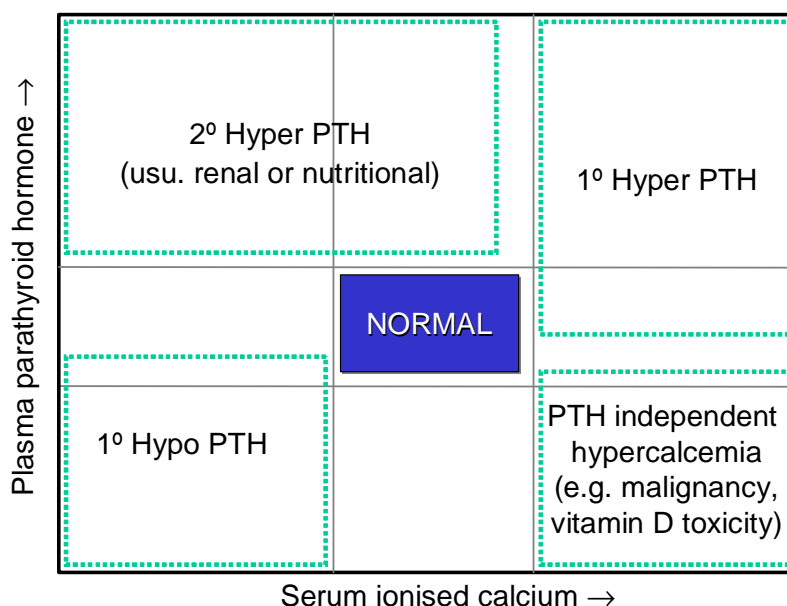 Plasma parathyroid hormone →
2º Hyper PTH
(usu. renal or nutritional)
1º Hyper PTH
NORMAL
1º Hypo PTH
PTH independent
hypercalcemia
(e.g. malignancy,
vitamin D toxicity)
Serum ionised calcium →